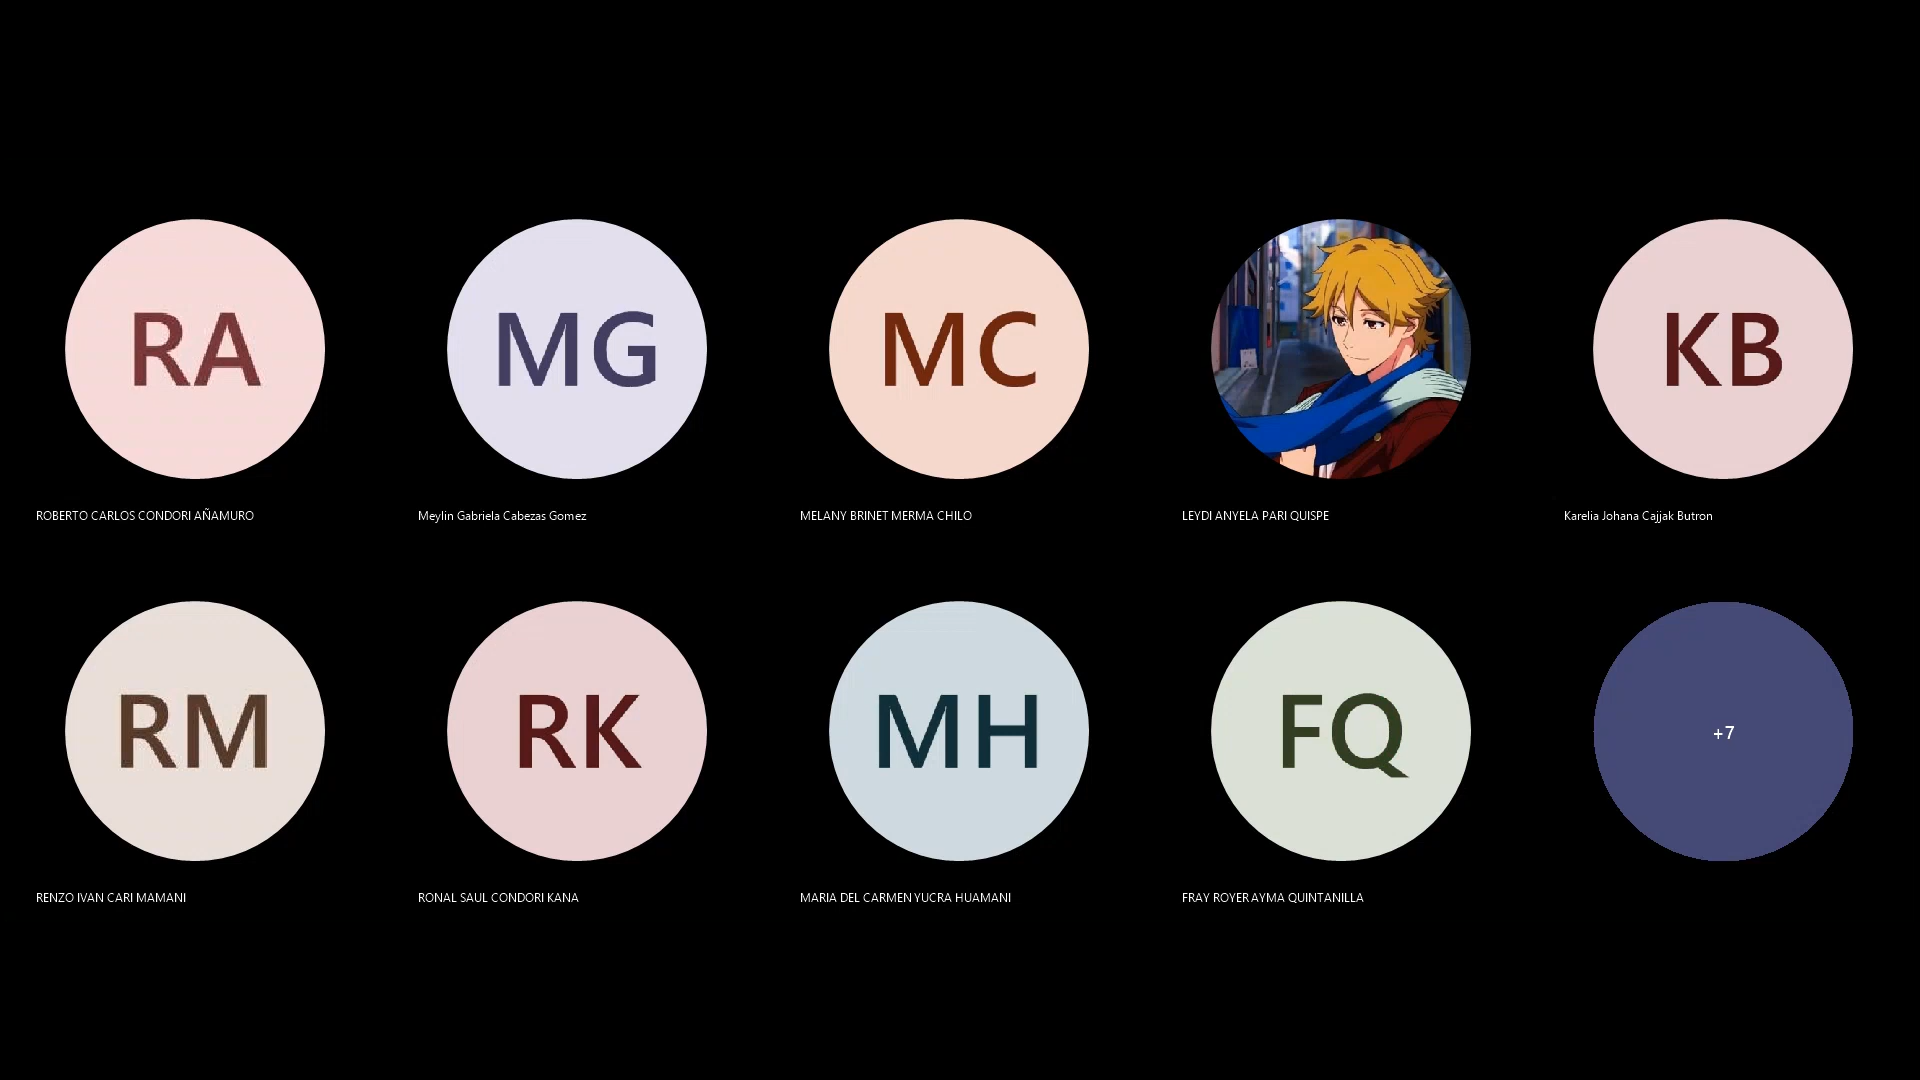 RA
MG
MC
KB
ROBERTO CARLOS CONDORI AÑAMURO
Meylin Gabriela Cabezas Gomez
MELANY BRINET MERMA CHILO
LEYDI ANYELA PARI QUISPE
Karelia Johana Cajjak Butron
RM
RK
MH
FQ
+7
RENZO IVAN CARI MAMANI
RONAL SAUL CONDORI KANA
MARIA DEL CARMEN YUCRA HUAMANI
FRAY ROYER AYMA QUINTANILLA